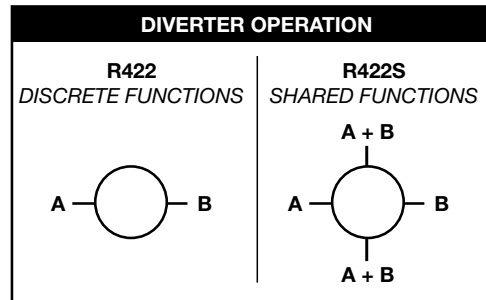 DIVERTER OPERATION
R422
DISCRETE FUNCTIONS
A B
R422S
SHARED FUNCTIONS
A + B
A B
A + B